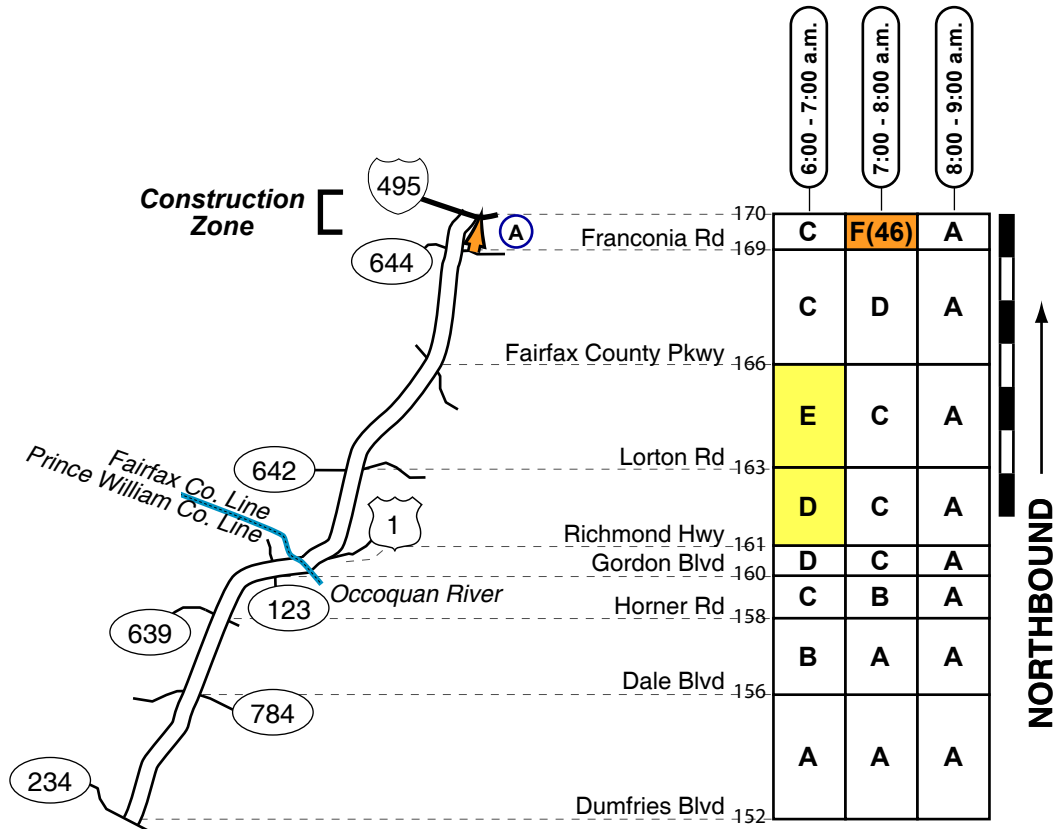 6:00 - 7:00 a.m.
7:00 - 8:00 a.m.
8:00 - 9:00 a.m.
495
Construction
Zone
A
644
170
Franconia Rd
169
C F(46) A
C D A
Fairfax County Pkwy
166
E C A
642
Lorton Rd
163
Fairfax Co. Line
Prince William Co. Line
1
D C A
Richmond Hwy
161
Gordon Blvd
D C A
160
123
Occoquan River
Horner Rd
C B A
158
639
B A A
Dale Blvd
156
784
A A A
234
Dumfries Blvd
152
NORTHBOUND